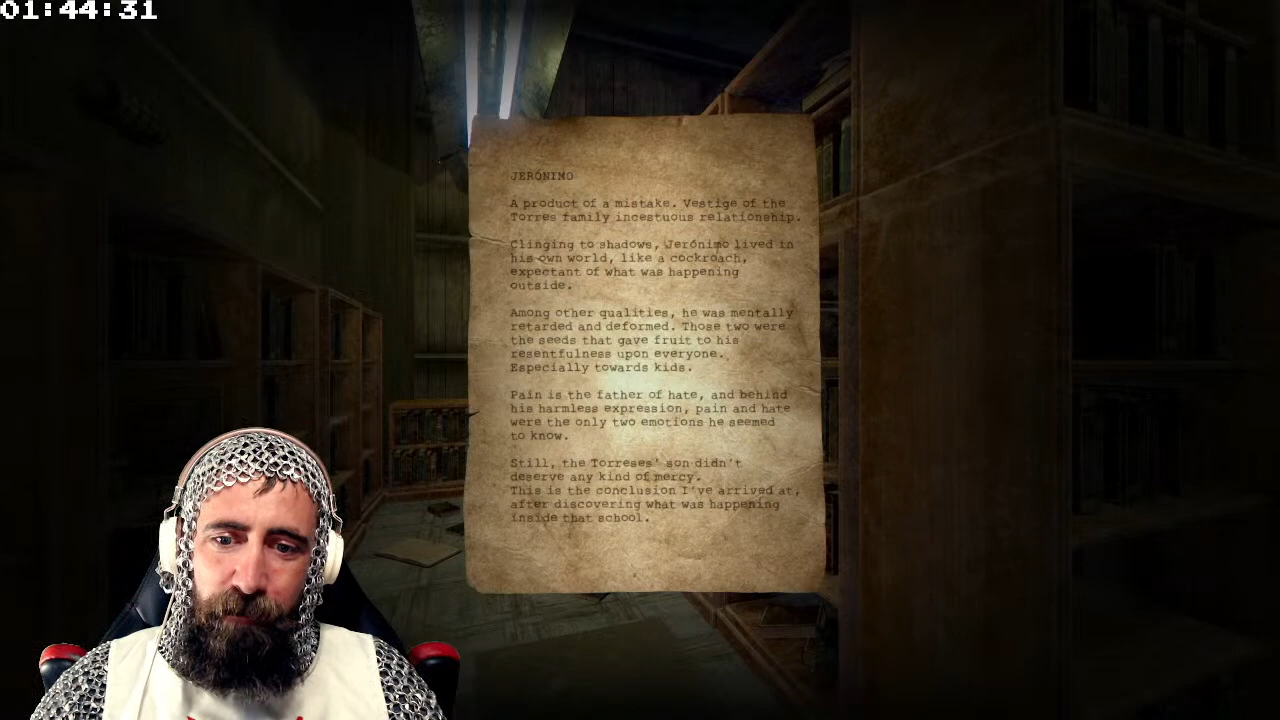 01:44:31
JERÓNIMO
A product of a mistake. Vestige of the
Torres family incestuous relationship.
Clinging to shadows, Jerónimo lived in
his own world, like a cockroach,
expectant of what was happening
outside.
Among other qualities, he was mentally
retarded and deformed. Those two were
the seeds that gave fruit to his
resentfulness upon everyone.
Especially towards kids.
Pain is the father of hate, and behind
his harmless expression, pain and hate
were the only two emotions he seemed
to know.
Still, the Torreses' son didn't
deserve any kind of mercy.
This is the conclusion I've arrived at,
after discovering what was happening
inside that school.